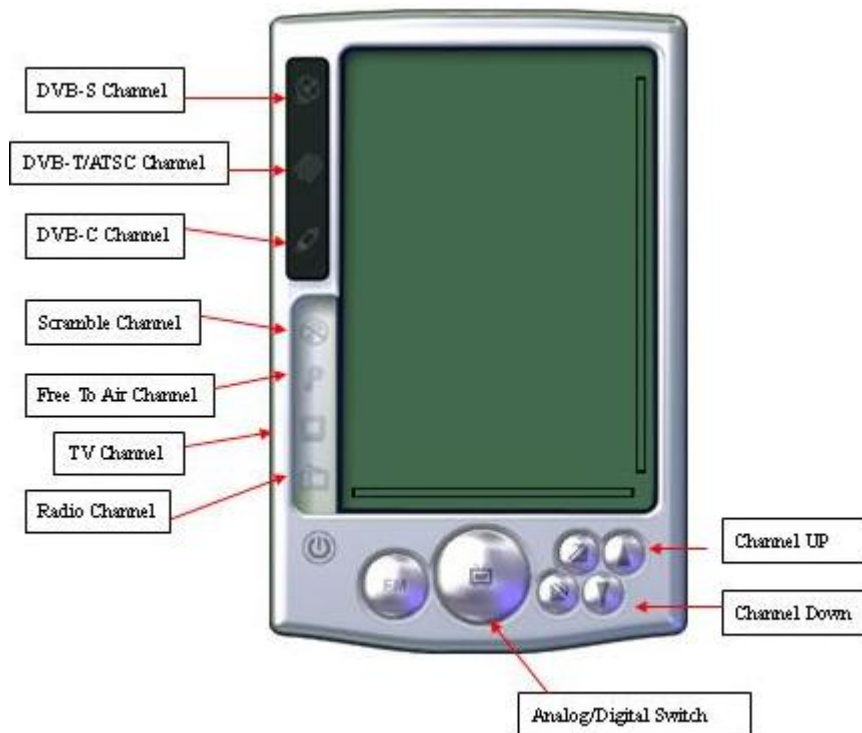 DVB-S Channel
DVB-T/ATSC Channel
DVB-C Channel
Scramble Channel
Free To Air Channel
TV Channel
Radio Channel
FM
Channel UP
Channel Down
Analog/Digital Switch